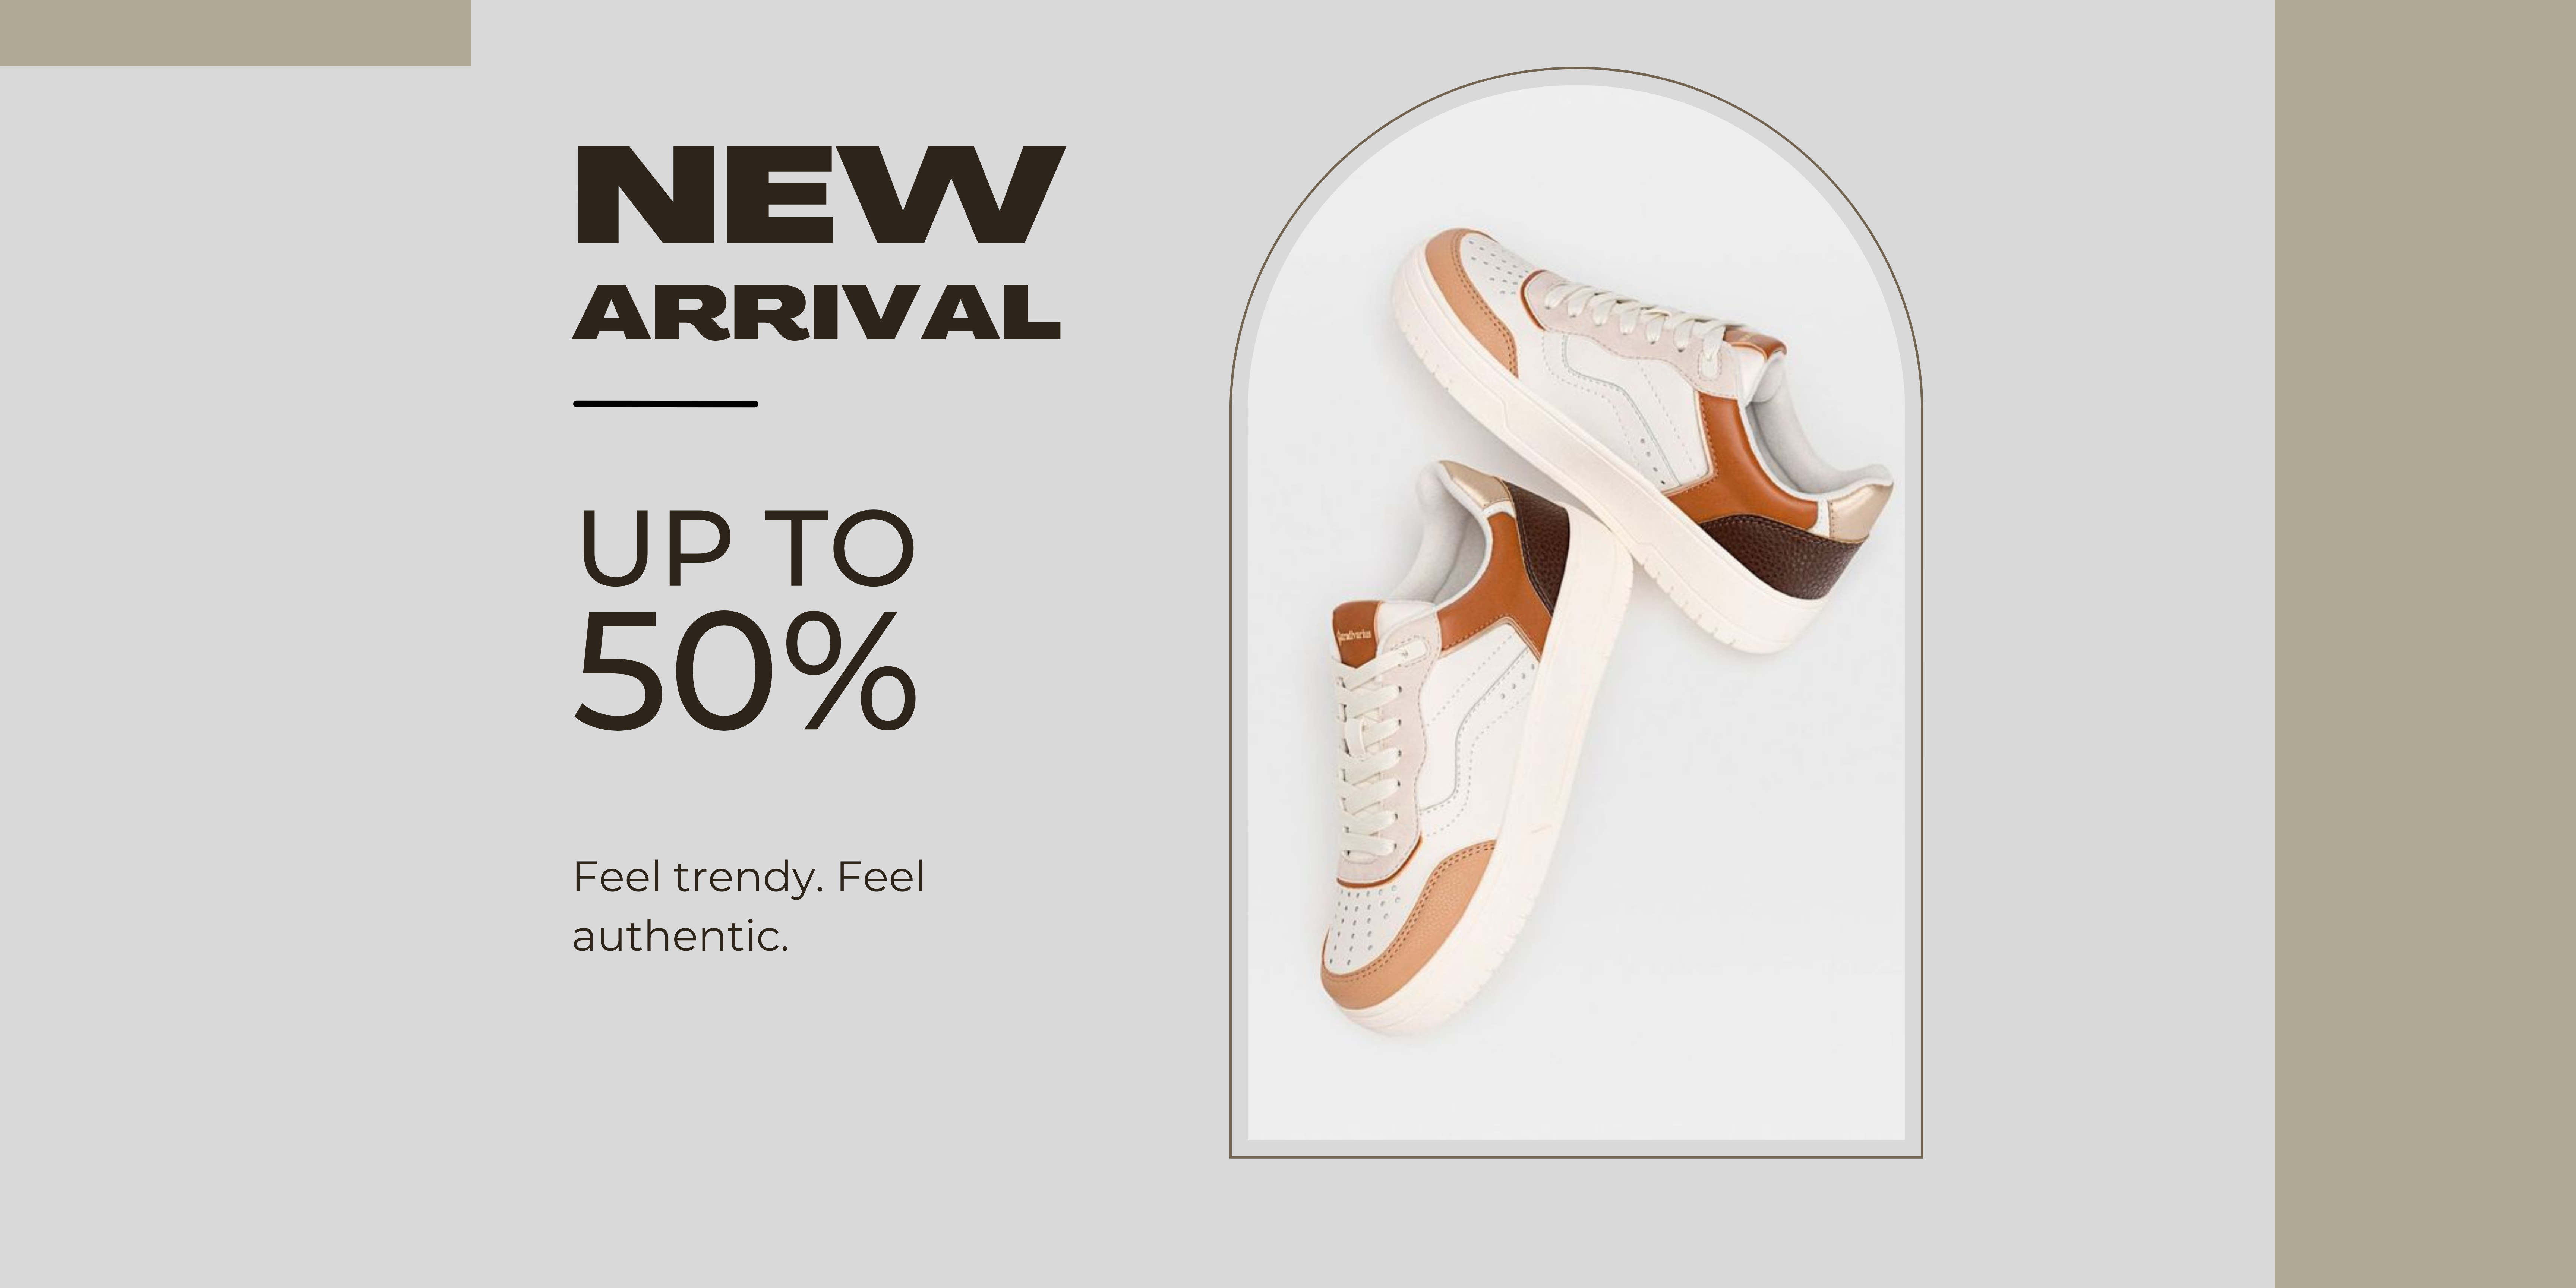 NEW
ARRIVAL
UP TO
50%
Feel trendy. Feel
authentic.